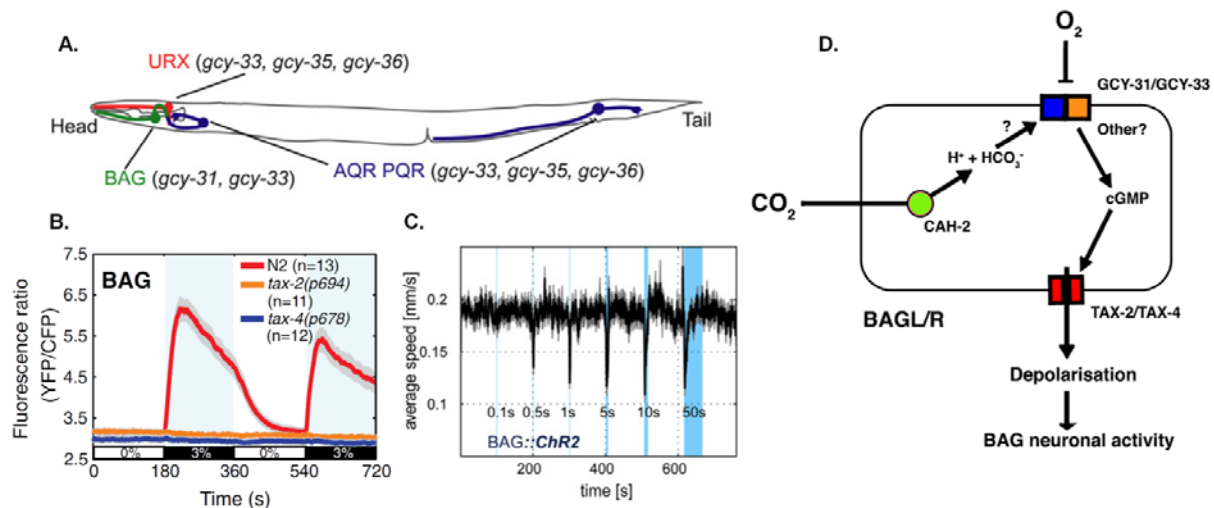 A.
URX (gcy-33, gcy-35, gcy-36)
Head
Tail
BAG (gcy-31, gcy-33)
AQR PQR (gcy-33, gcy-35, gcy-36)
B.
Fluorescence ratio
(YFP/CFP)
7.5
6.5
5.5
4.5
3.5
2.5
BAG
N2 (n=13)
tax-2(p694)
(n=11)
tax-4(p678)
(n=12)
0% 3% 0% 3%
0 180 360 540 720
Time (s)
C.
average speed [mm/s]
0.2
0.15
0.1
0.1s 0.5s 1s 5s 10s 50s
BAG::ChR2
200 400 600
time [s]
D.
O2
GCY-31/GCY-33
?
Other?
H+ + HCO3-
cGMP
CO2
CAH-2
BAGL/R
TAX-2/TAX-4
Depolarisation
BAG neuronal activity